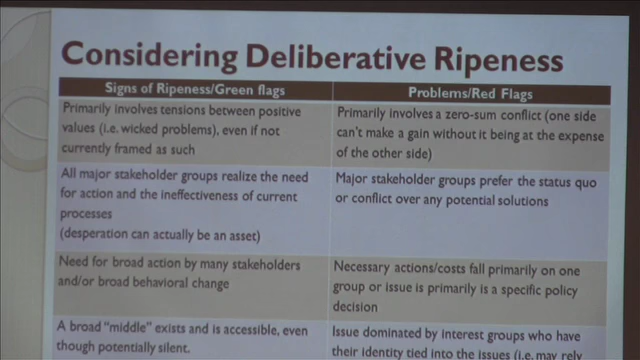 Considering Deliberative Ripeness
Signs of Ripeness/Green flags
Problems/Red Flags
Primarily involves tensions between positive
values (i.e. wicked problems), even if not
currently framed as such
Primarily involves a zero-sum conflict (one side
can't make a gain without it being at the expense
of the other side)
All major stakeholder groups realize the need
for action and the ineffectiveness of current
processes
(desperation can actually be an asset)
Major stakeholder groups prefer the status quo
or conflict over any potential solutions
Need for broad action by many stakeholders
and/or broad behavioral change
Necessary actions/costs fall primarily on one
group or issue is primarily is a specific policy
decision
A broad "middle" exists and is accessible, even
though potentially silent.
Issue dominated by interest groups who have
their identity tied into the issues (i.e. may rely